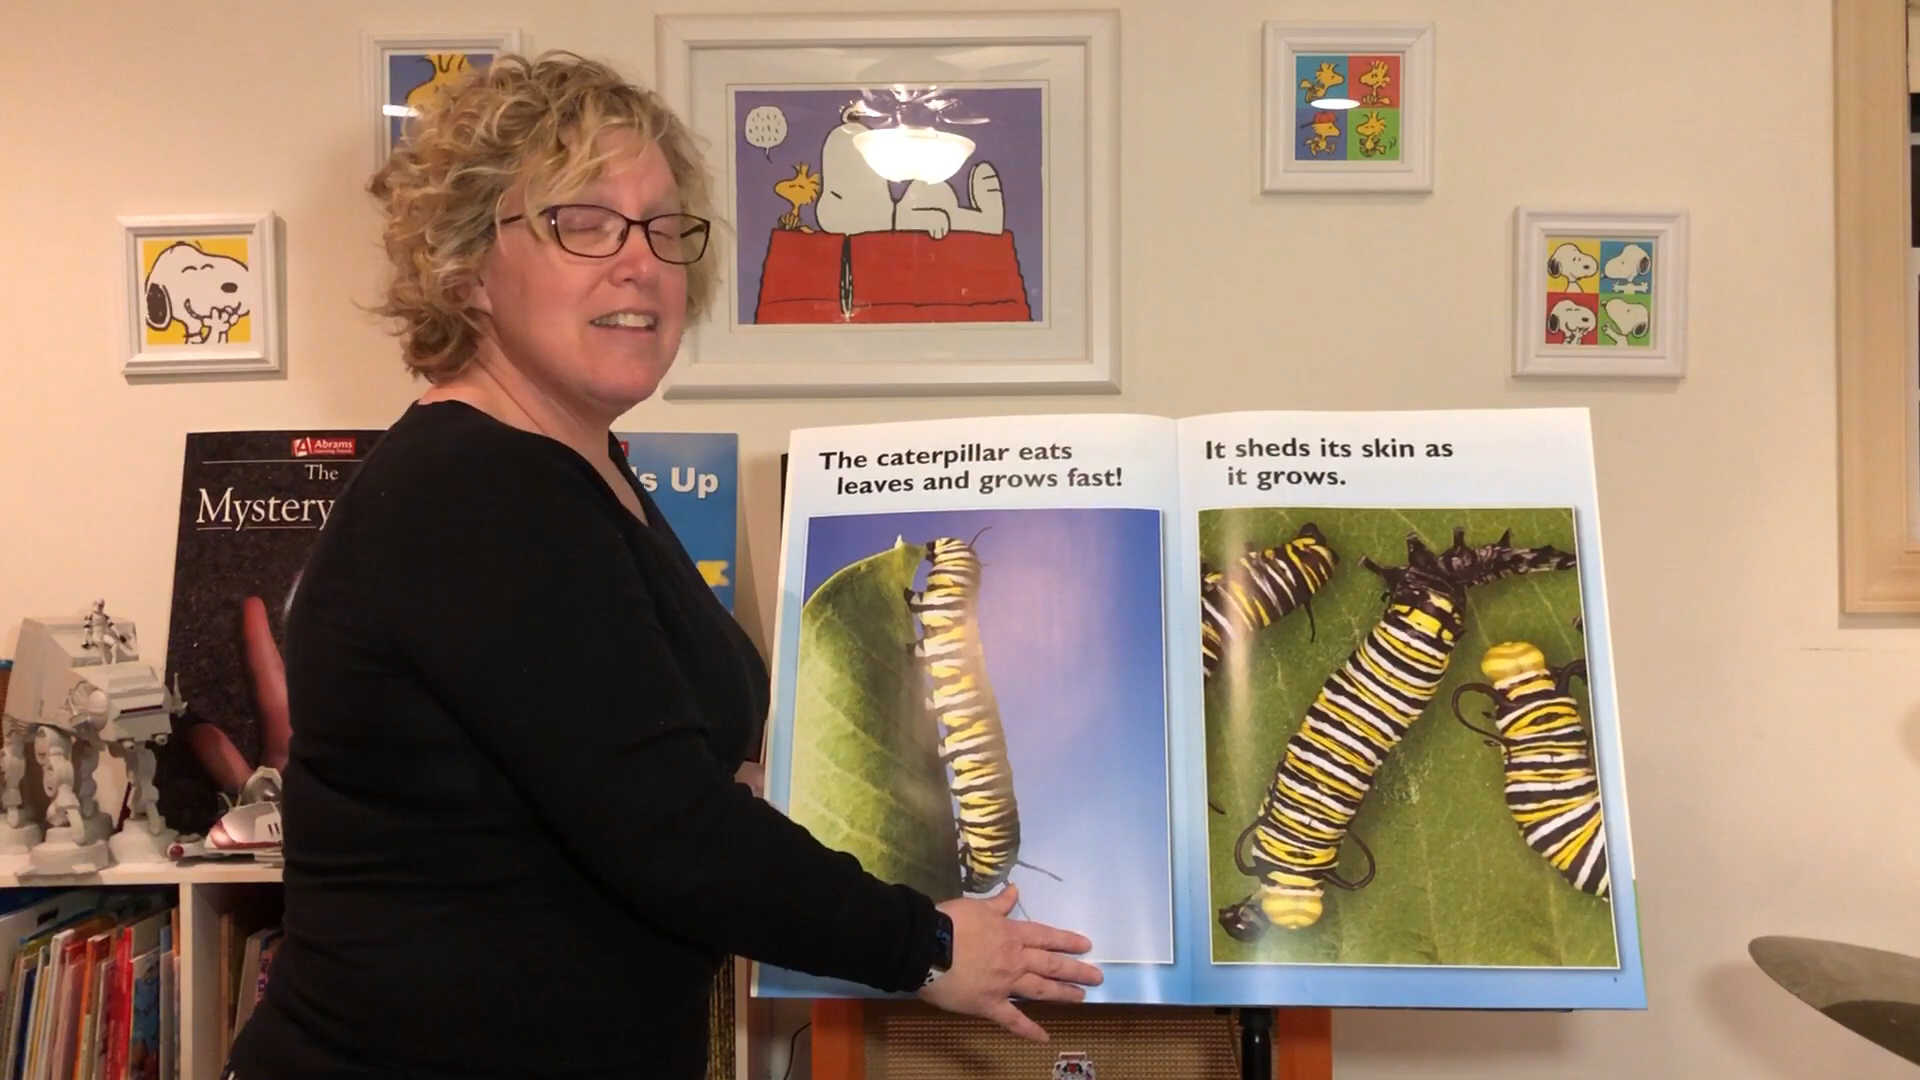 Abrams
The
Mystery
s Up
The caterpillar eats
leaves and grows fast!
It sheds its skin as
it grows.